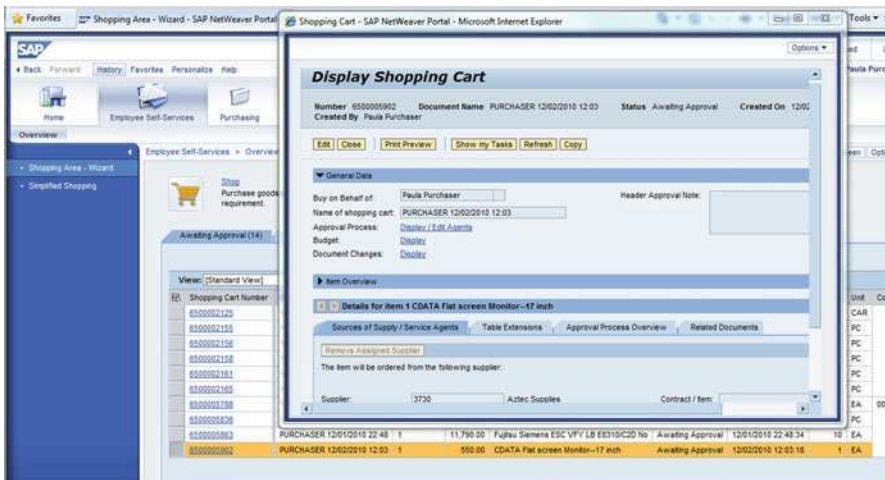 Favorites Shopping Area - Wizard - SAP NetWeaver Portal
Shopping Cart - SAP NetWeaver Portal - Microsoft Internet Explorer
Tools
SAP
Options
Back Forward History Favorites Personalize Help
Home Employee Self-Services Purchasing
Overview
Employee Self-Services > Overview
Shopping Area - Wizard
Simplified Shopping
Shop
Purchase goods
requirement.
Awaiting Approval (14)
View: [Standard View]
Shopping Cart Number
6500002125
6500002155
6500002156
6500002158
6500002161
6500002165
Display Shopping Cart
Number 6500005902 Document Name PURCHASER 12/02/2010 12:03 Status Awaiting Approval Created On 12/02
Created By Paula Purchaser
Edit Close Print Preview Show my Tasks Refresh Copy
General Data
Buy on Behalf of: Paula Purchaser Header Approval Note:
Name of shopping cart: PURCHASER 12/02/2010 12:03
Approval Process: Display / Edit Agents
Budget: Display
Document Changes: Display
Item Overview
Details for item 1 CDATA Flat screen Monitor--17 inch
Sources of Supply / Service Agents Table Extensions Approval Process Overview Related Documents
Remove Assigned Supplier
The item will be ordered from the following supplier:
Supplier: 3730 Aztec Supplies Contract / Item:
Unit
CAR
PC
PC
PC
PC
PC
EA
PC
PURCHASER 12/01/2010 22:48 1 11,790.00 Fujitsu Siemens ESC VFY LB E8310/C2D No Awaiting Approval 12/01/2010 22:48:34 10 EA
6500005902 PURCHASER 12/02/2010 12:03 1 550.00 CDATA Flat screen Monitor--17 inch Awaiting Approval 12/02/2010 12:03:16 1 EA